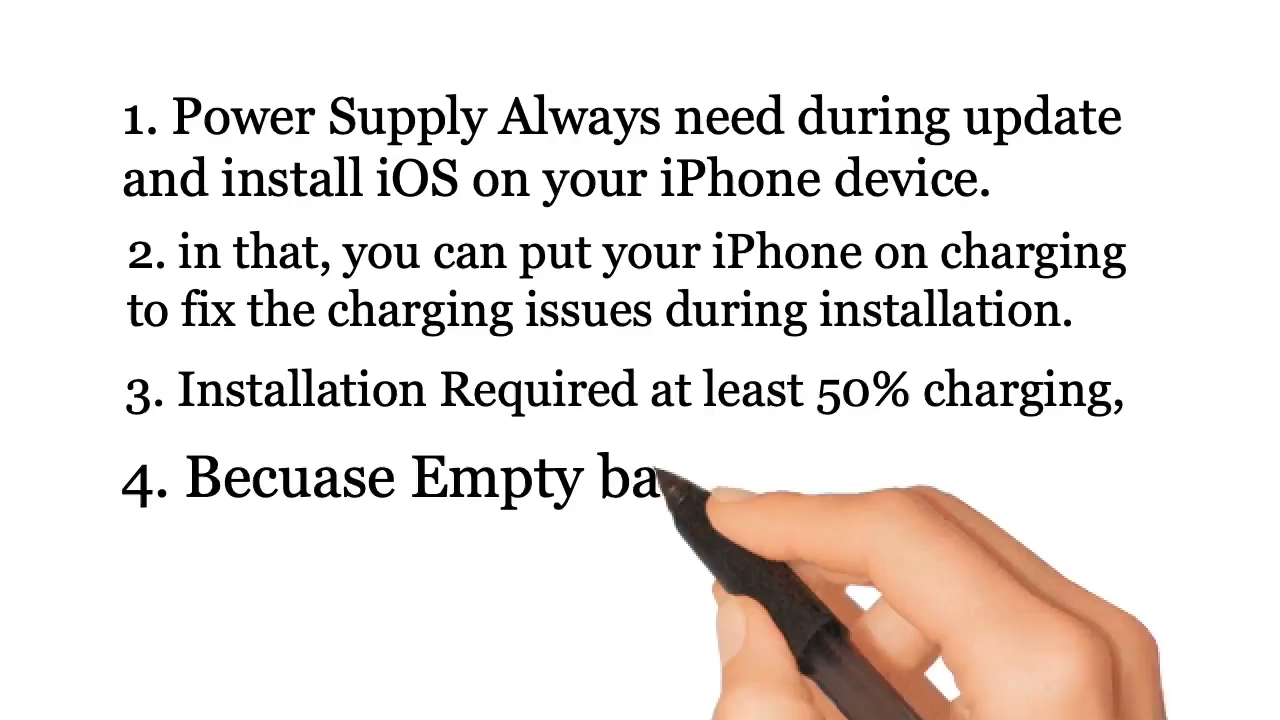 1. Power Supply Always need during update
and install iOS on your iPhone device.
2. in that, you can put your iPhone on charging
to fix the charging issues during installation.
3. Installation Required at least 50% charging,
4. Becuase Empty ba